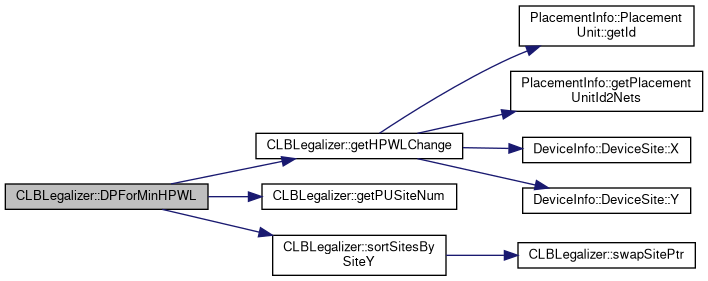 PlacementInfo::Placement
Unit::getId
PlacementInfo::getPlacement
UnitId2Nets
CLBLegalizer::getHPWLChange
DeviceInfo::DeviceSite::X
CLBLegalizer::DPForMinHPWL
CLBLegalizer::getPUSiteNum
DeviceInfo::DeviceSite::Y
CLBLegalizer::sortSitesBy
SiteY
CLBLegalizer::swapSitePtr